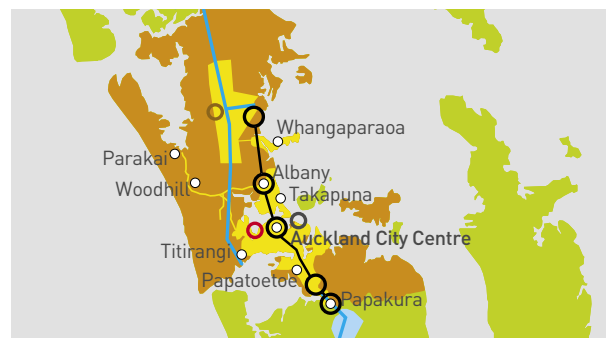 Whangaparaoa
Parakai
Albany
Woodhill
Takapuna
Auckland City Centre
Titirangi
Papatoetoe
Papakura